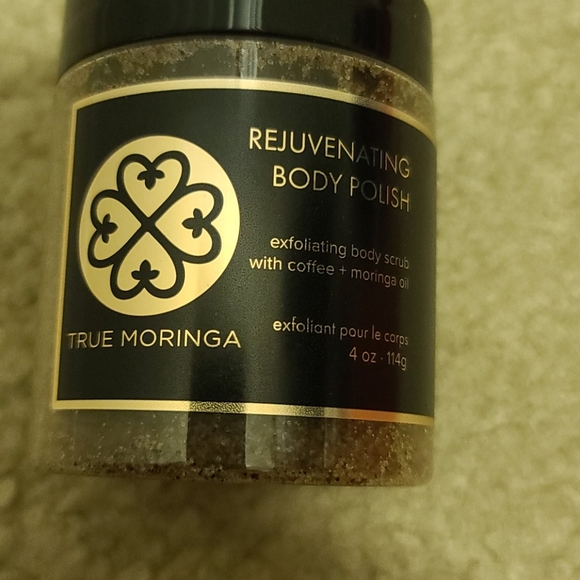 REJUVENATING
BODY POLISH
exfoliating body scrub
with coffee + moringa oil
TRUE MORINGA
exfoliant pour le corps
4 oz · 114g